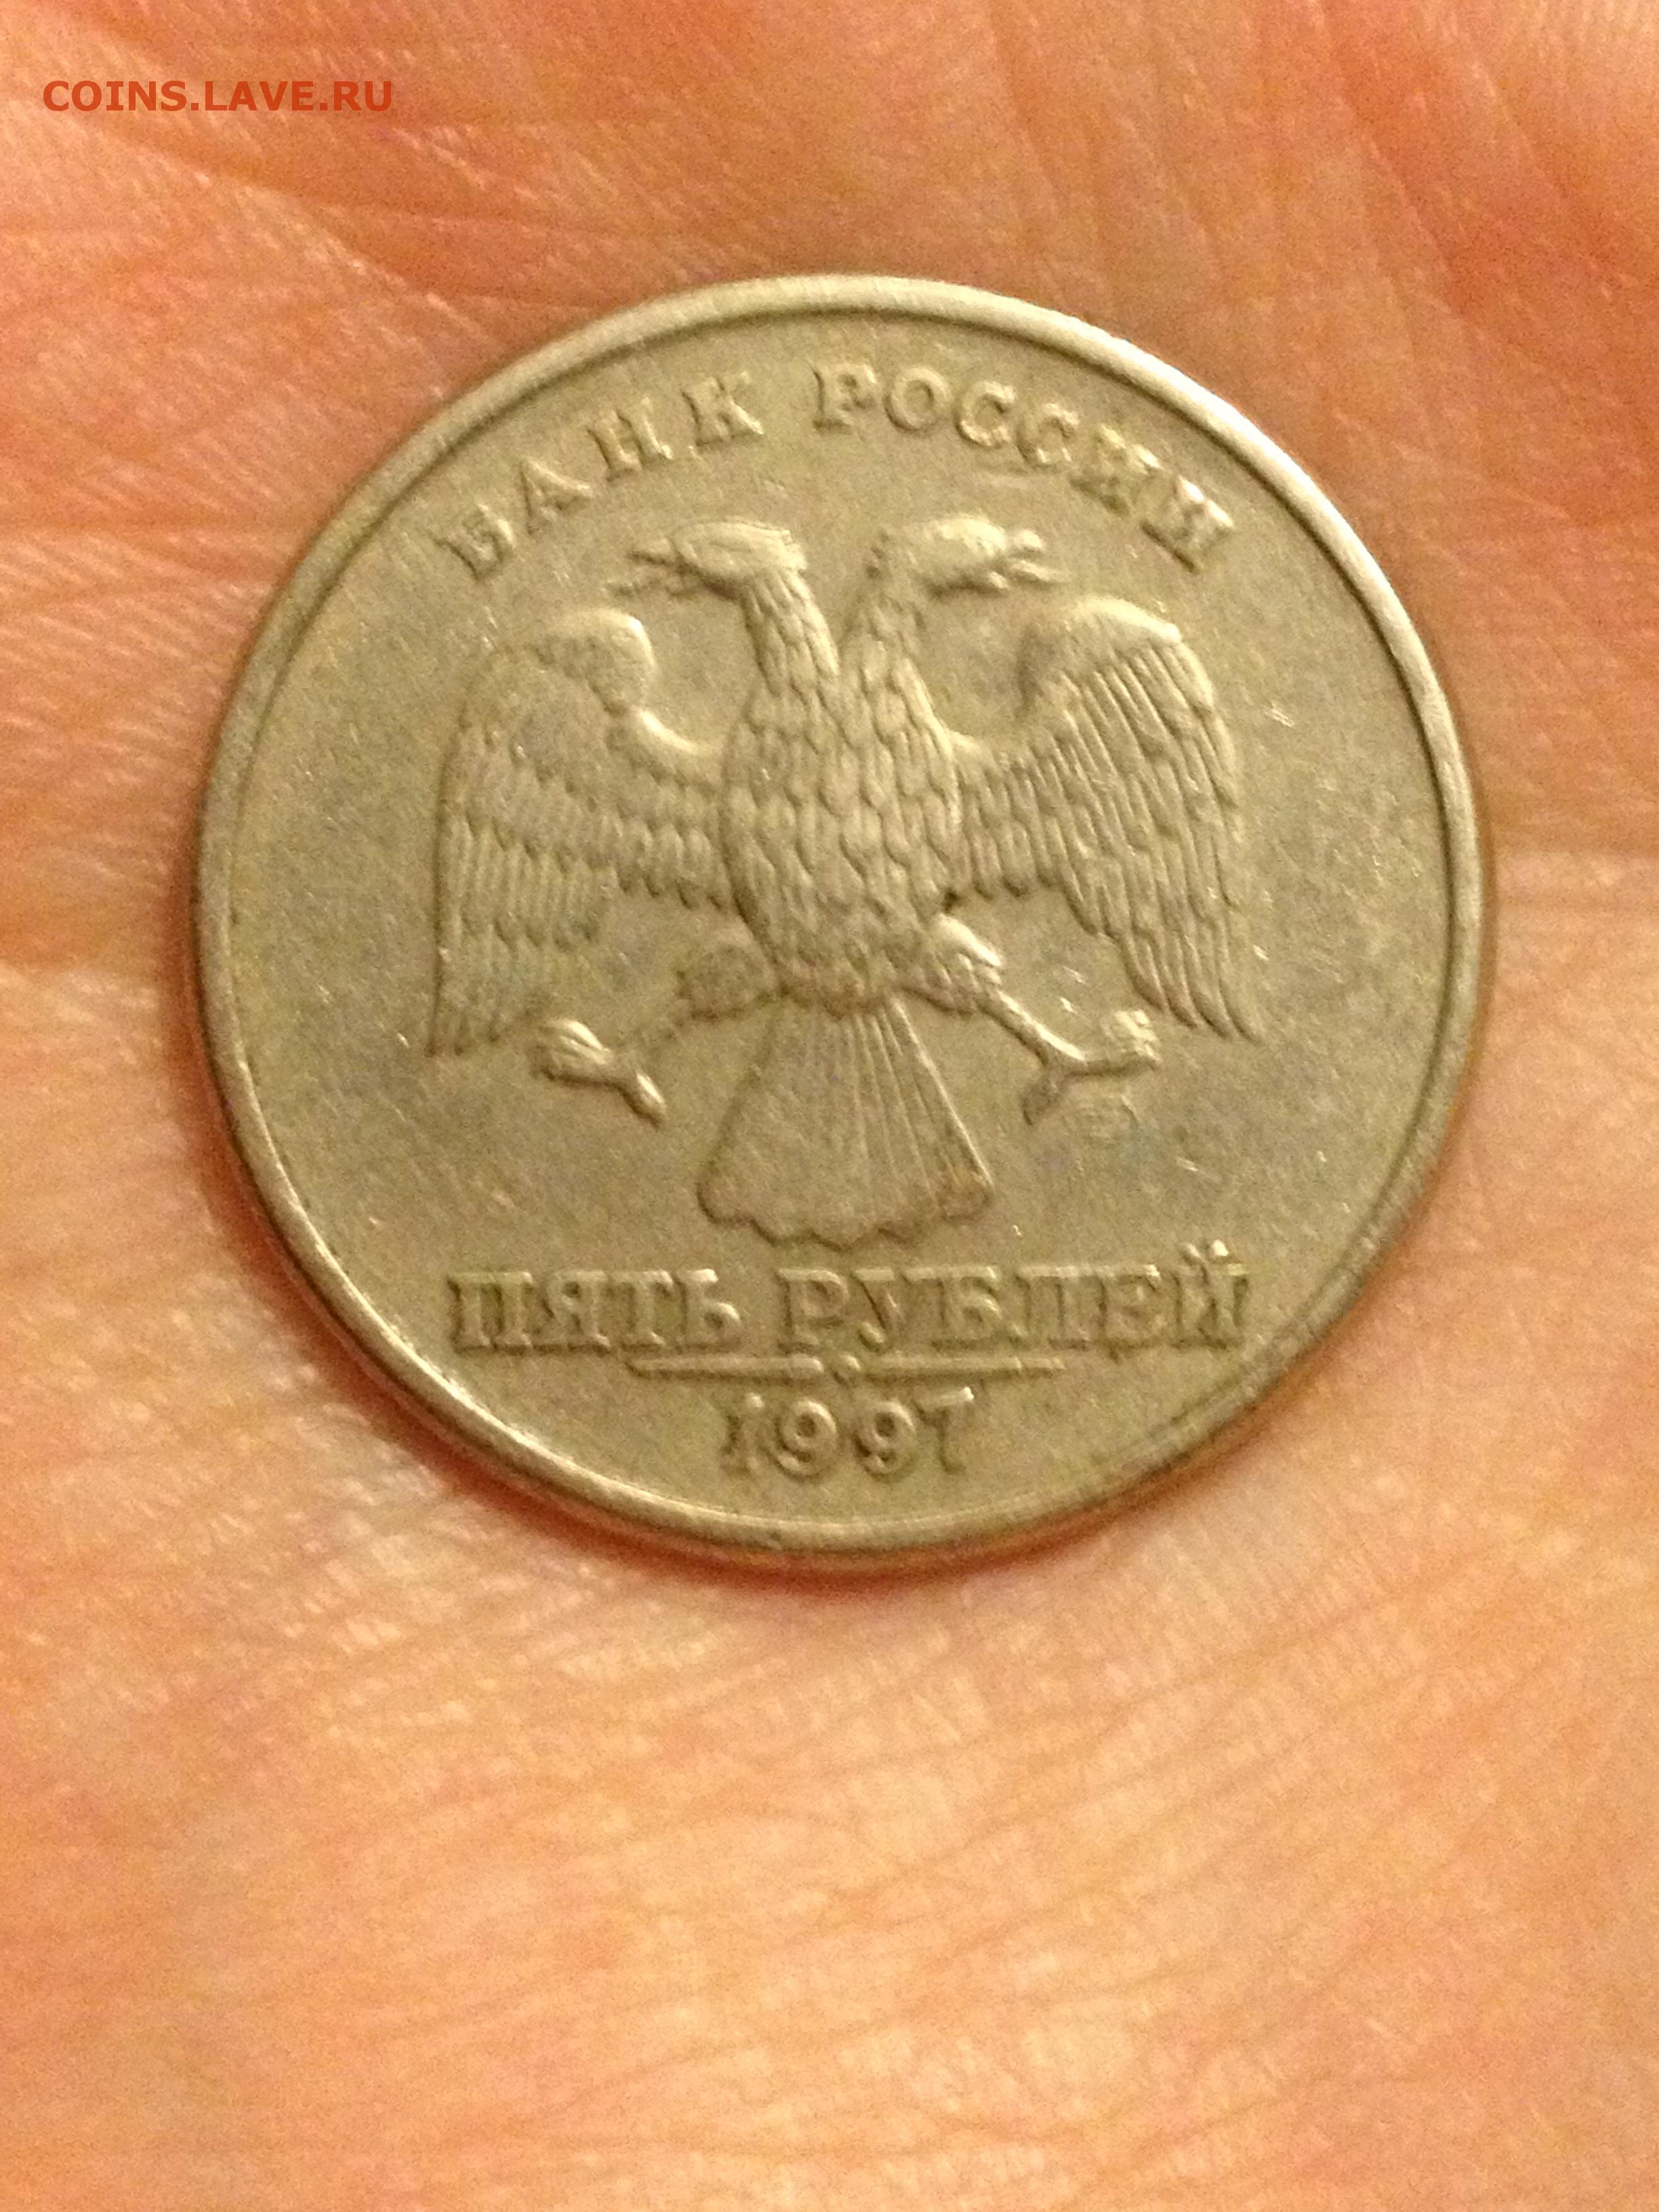 COINS.LAVE.RU
БАНК РОССИИ
ПЯТЬ РУБЛЕЙ
1997